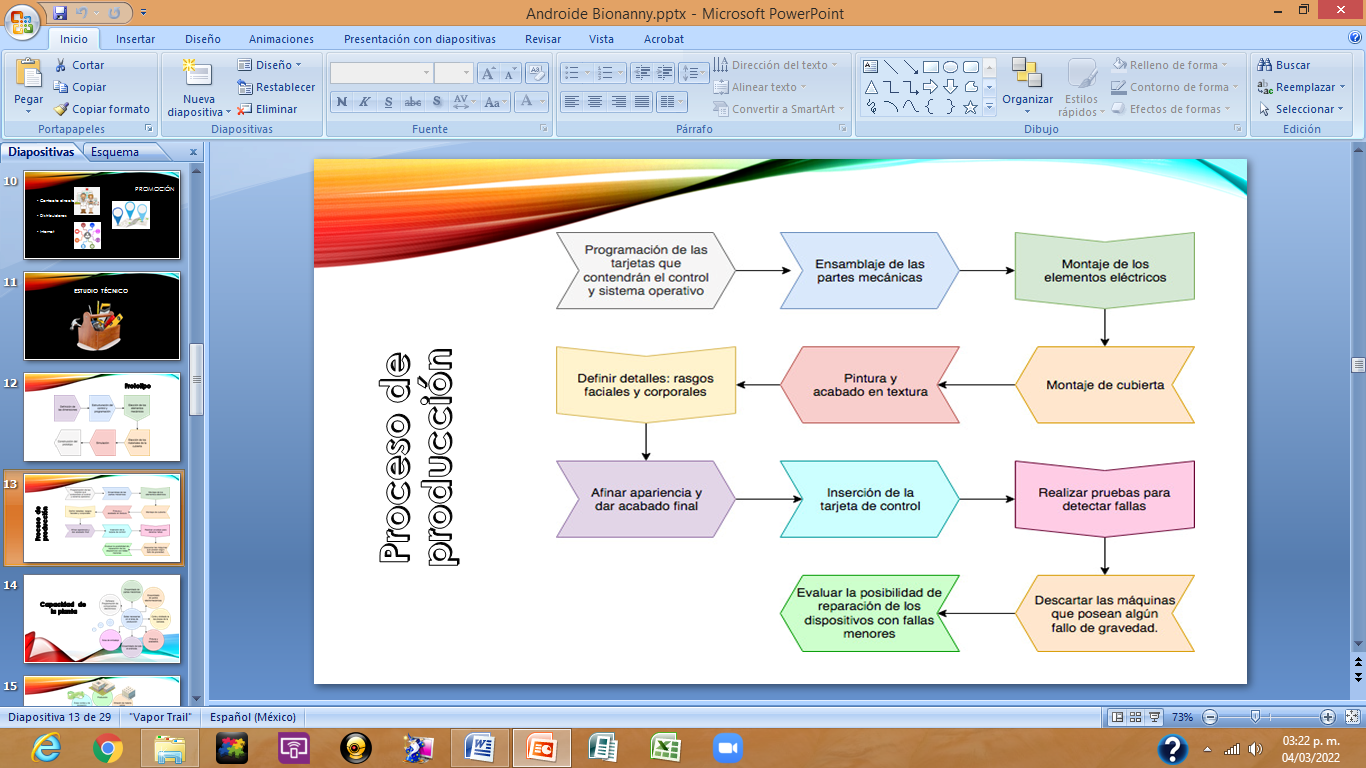 Androide Bionanny.pptx - Microsoft PowerPoint
Inicio
Insertar
Diseño
Animaciones
Presentación con diapositivas
Revisar
Vista
Acrobat
Pegar
Cortar
Copiar
Copiar formato
Portapapeles
Nueva
diapositiva
Diseño
Restablecer
Eliminar
Diapositivas
N K S abc S AV Aa A
Fuente
Dirección del texto
Alinear texto
Convertir a SmartArt
Párrafo
Organizar
Estilos
rápidos
Relleno de forma
Contorno de forma
Efectos de formas
Dibujo
Buscar
Reemplazar
Seleccionar
Edición
Diapositivas
Esquema
x
10
PROMOCIÓN
• Distribuidores
• Internet
11
ESTUDIO TÉCNICO
12
Prototipo
13
Proceso de
producción
14
Capacidad de
la planta
15
Proceso de
producción
Programación de las
tarjetas que
contendrán el control
y sistema operativo
Ensamblaje de las
partes mecánicas
Montaje de los
elementos eléctricos
Montaje de cubierta
Pintura y
acabado en textura
Definir detalles: rasgos
faciales y corporales
Afinar apariencia y
dar acabado final
Inserción de la
tarjeta de control
Realizar pruebas para
detectar fallas
Descartar las máquinas
que posean algún
fallo de gravedad.
Evaluar la posibilidad de
reparación de los
dispositivos con fallas
menores
Diapositiva 13 de 29
"Vapor Trail"
Español (México)
73%
03:22 p. m.
04/03/2022